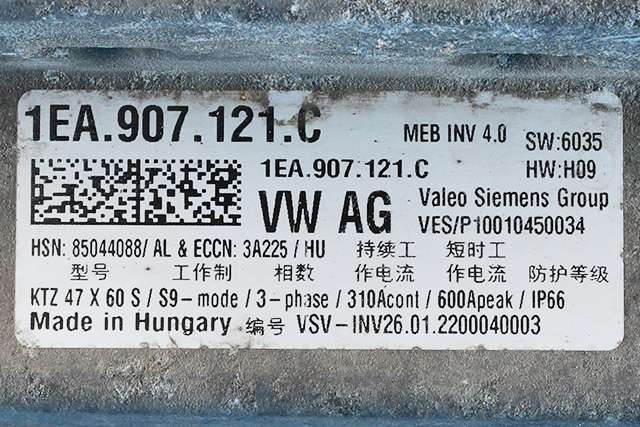 1EA.907.121.C MEB INV 4.0 SW:6035
1EA.907.121.C HW:H09
VW AG Valeo Siemens Group
VES/P10010450034
HSN: 85044088/ AL & ECCN: 3A225 / HU 持续工 短时工
型号 工作制 相数 作电流 作电流 防护等级
KTZ 47 X 60 S / S9-mode / 3-phase / 310Acont / 600Apeak / IP66
Made in Hungary 编号 VSV-INV26.01.2200040003